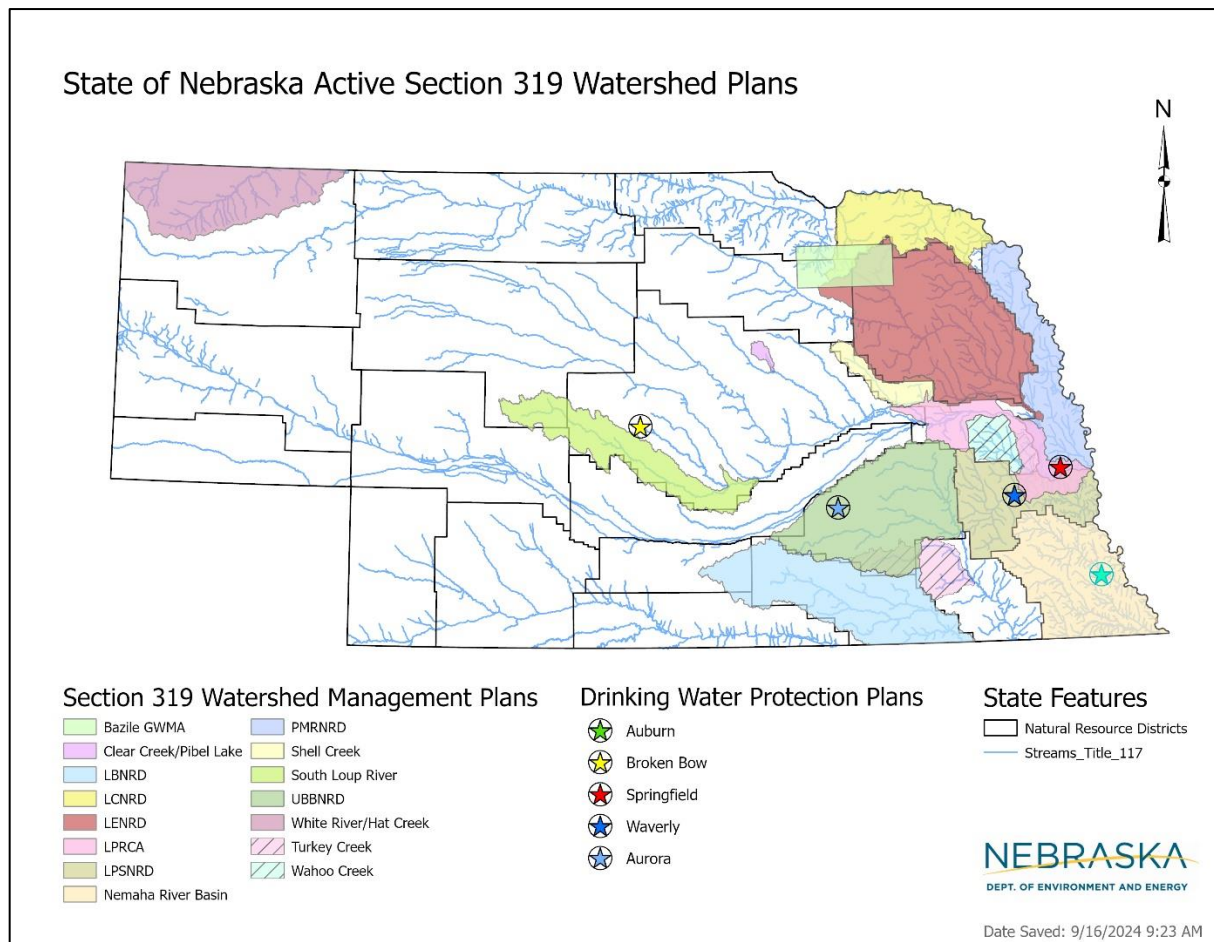 State of Nebraska Active Section 319 Watershed Plans
N
Section 319 Watershed Management Plans
Bazile GWMA
Clear Creek/Pibel Lake
LBNRD
LCNRD
LENRD
LPRCA
LPSNRD
Nemaha River Basin
PMRNRD
Shell Creek
South Loup River
UBBNRD
White River/Hat Creek
Turkey Creek
Wahoo Creek
Drinking Water Protection Plans
Auburn
Broken Bow
Springfield
Waverly
Aurora
State Features
Natural Resource Districts
Streams_Title_117
NEBRASKA
DEPT. OF ENVIRONMENT AND ENERGY
Date Saved: 9/16/2024 9:23 AM